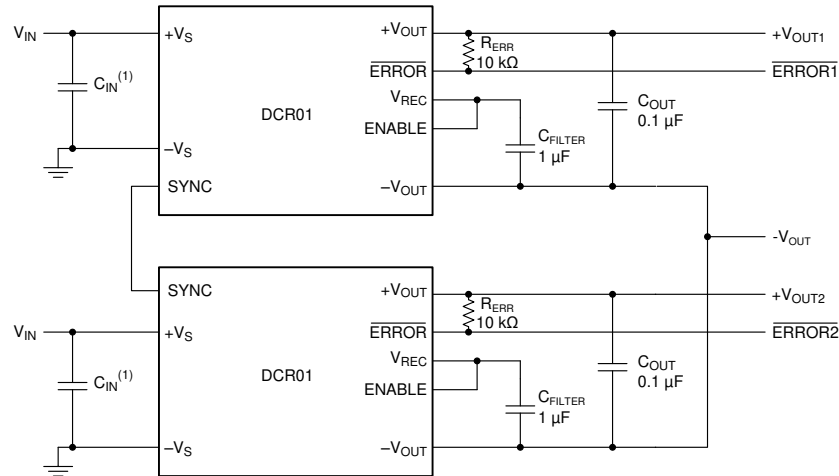 V_IN
+V_S
C_IN^(1)
–V_S
SYNC
DCR01
+V_OUT
ERROR
V_REC
ENABLE
–V_OUT
R_ERR
10 kΩ
C_FILTER
1 µF
C_OUT
0.1 µF
+V_OUT1
ERROR1
-V_OUT
SYNC
V_IN
+V_S
C_IN^(1)
–V_S
DCR01
+V_OUT
ERROR
V_REC
ENABLE
–V_OUT
R_ERR
10 kΩ
C_FILTER
1 µF
C_OUT
0.1 µF
+V_OUT2
ERROR2